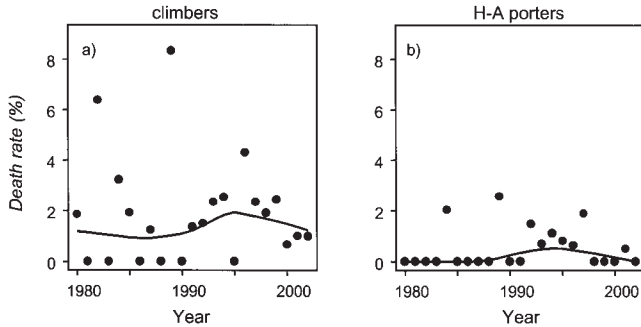 climbers
H-A porters
a)
b)
Death rate (%)
8
6
4
2
0
8
6
4
2
0
1980
1990
2000
1980
1990
2000
Year
Year